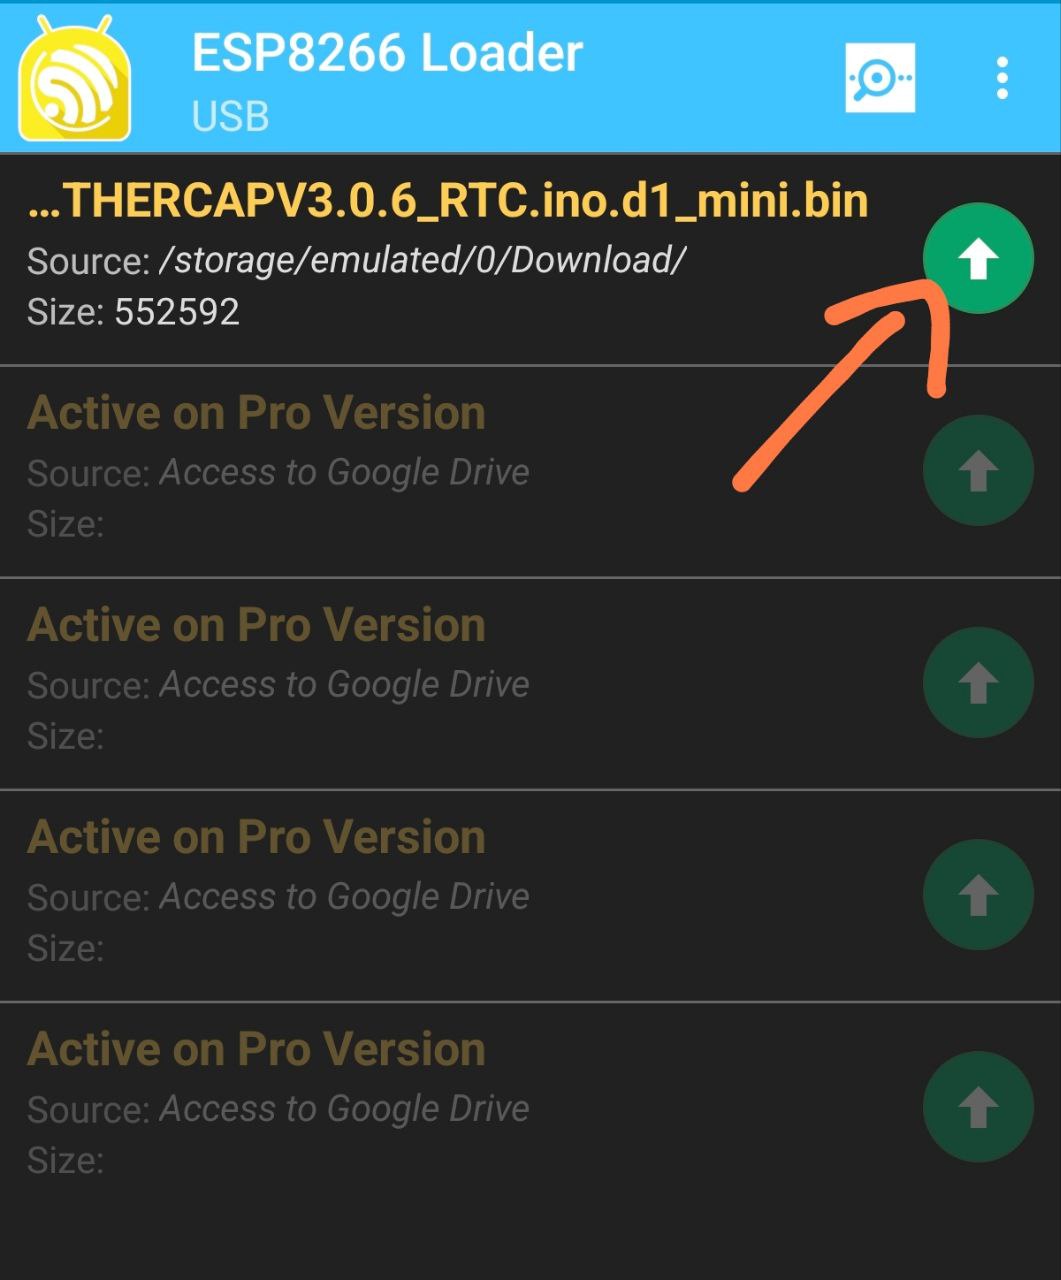 ESP8266 Loader
USB
...THERCAPV3.0.6_RTC.ino.d1_mini.bin
Source: /storage/emulated/0/Download/
Size: 552592
Active on Pro Version
Source: Access to Google Drive
Size:
Active on Pro Version
Source: Access to Google Drive
Size:
Active on Pro Version
Source: Access to Google Drive
Size:
Active on Pro Version
Source: Access to Google Drive
Size: